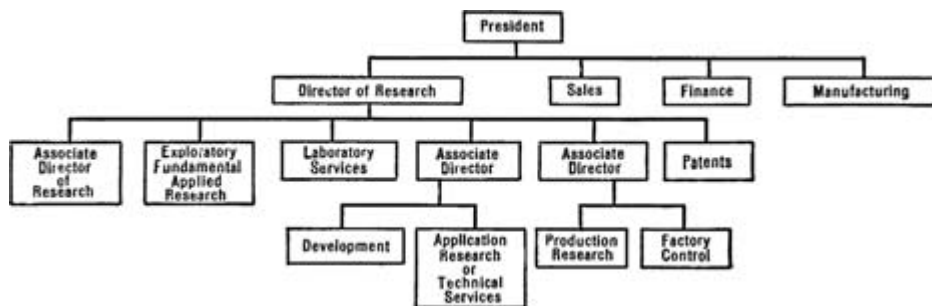 President
Director of Research
Sales
Finance
Manufacturing
Associate
Director
of
Research
Exploratory
Fundamental
Applied
Research
Laboratory
Services
Associate
Director
Associate
Director
Patents
Development
Application
Research
or
Technical
Services
Production
Research
Factory
Control